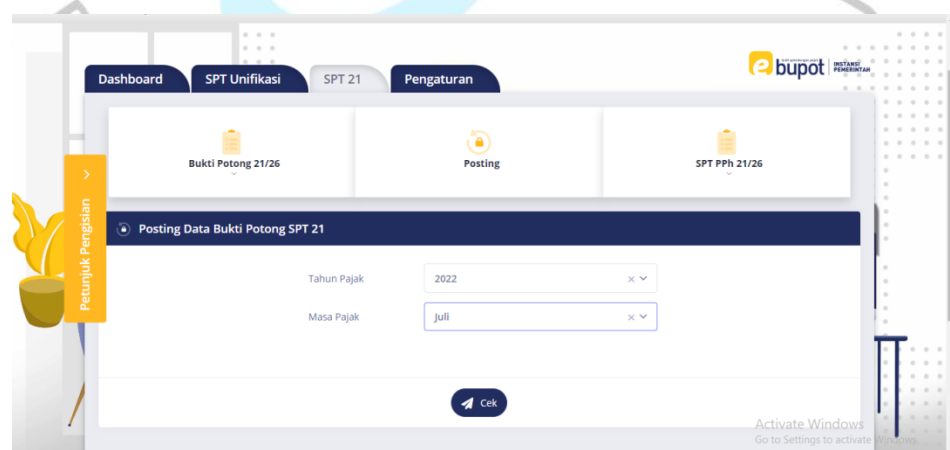 Dashboard
SPT Unifikasi
SPT 21
Pengaturan
e bupot INSTANSI PEMERINTAH
Bukti Potong 21/26
Posting
SPT PPh 21/26
Petunjuk Pengisian
Posting Data Bukti Potong SPT 21
Tahun Pajak
2022
Masa Pajak
Juli
Cek
Activate Windows
Go to Settings to activate Windows.